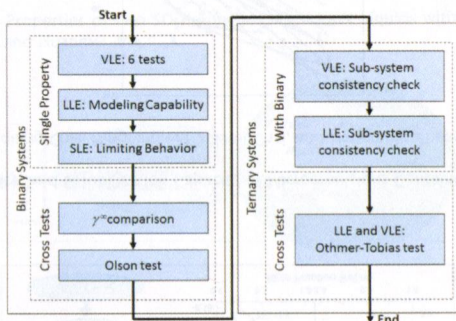 Start
Binary Systems
Single Property
VLE: 6 tests
LLE: Modeling Capability
SLE: Limiting Behavior
Cross Tests
γ∞comparison
Olson test
Ternary Systems
With Binary
VLE: Sub-system
consistency check
LLE: Sub-system
consistency check
Cross Tests
LLE and VLE:
Othmer-Tobias test
End